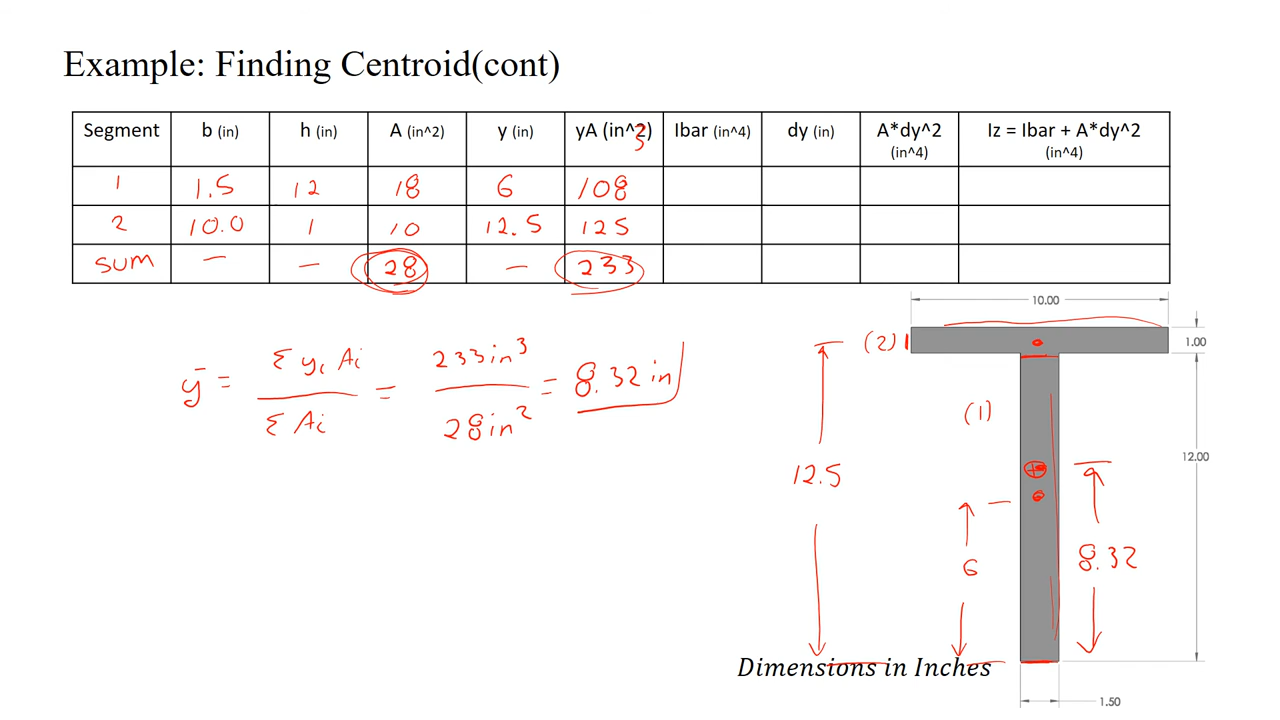 Example: Finding Centroid(cont)
Segment b (in) h (in) A (in^2) y (in) yA (in^3) Ibar (in^4) dy (in) A*dy^2 (in^4) Iz = Ibar + A*dy^2 (in^4)
1 1.5 12 18 6 108
2 10.0 1 10 12.5 125
SUM — — 28 — 233
ȳ = Σ yi Ai / Σ Ai = 233 in³ / 28 in² = 8.32 in
10.00
(2) 1
1.00
(1)
12.00
12.5
6
8.32
Dimensions in Inches
1.50